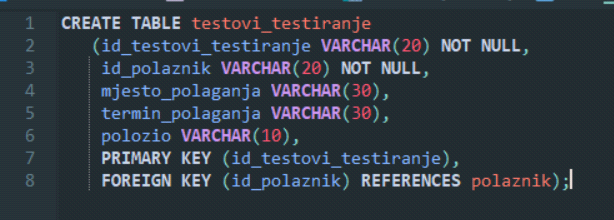 1 CREATE TABLE testovi_testiranje
2 (id_testovi_testiranje VARCHAR(20) NOT NULL,
3 id_polaznik VARCHAR(20) NOT NULL,
4 mjesto_polaganja VARCHAR(30),
5 termin_polaganja VARCHAR(30),
6 polozio VARCHAR(10),
7 PRIMARY KEY (id_testovi_testiranje),
8 FOREIGN KEY (id_polaznik) REFERENCES polaznik);